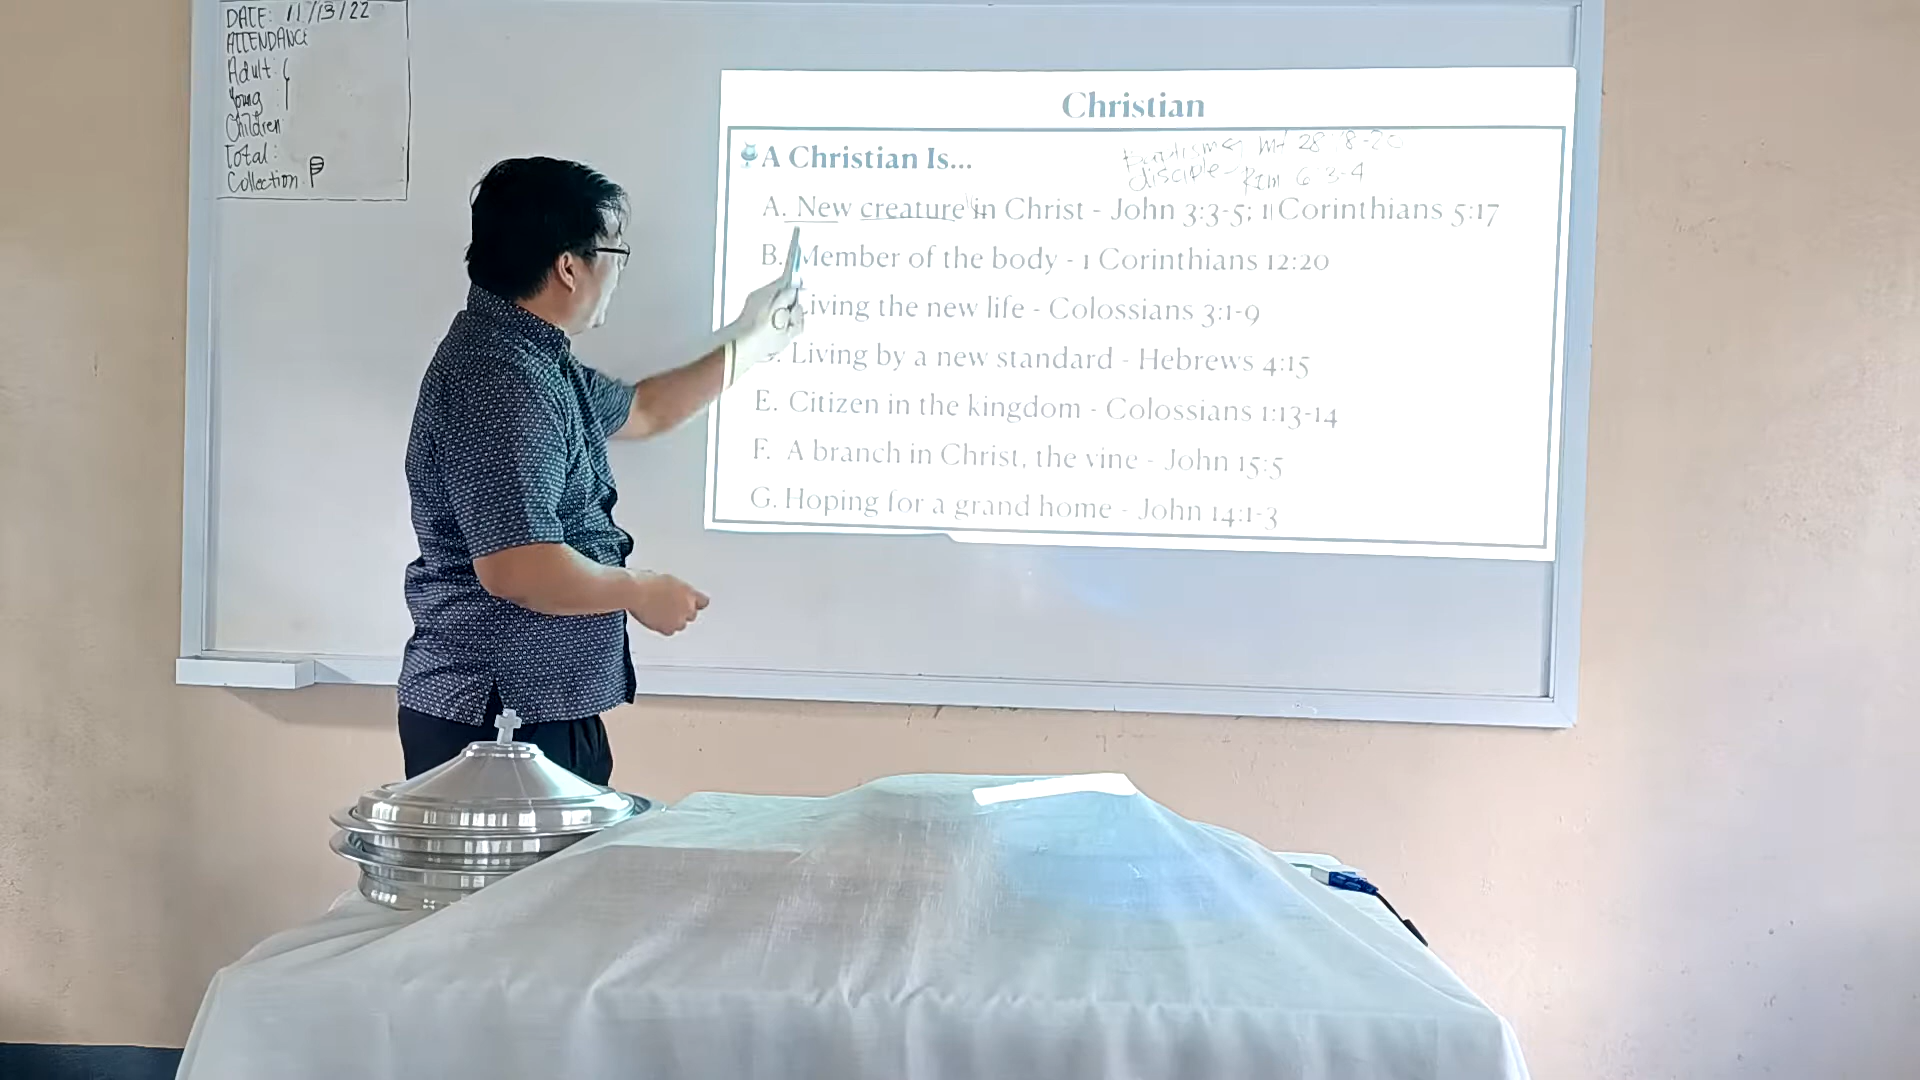 DATE: 11/13/22
ATTENDANCE
Adult:
Young :
Children
Total:
Collection: ₱
Christian
A Christian Is...
Mt 28:18-20
disciple - Rom 6:3-4
A. New creature in Christ - John 3:3-5; 1 Corinthians 5:17
B. Member of the body - 1 Corinthians 12:20
C. Living the new life - Colossians 3:1-9
Living by a new standard - Hebrews 4:15
E. Citizen in the kingdom - Colossians 1:13-14
F. A branch in Christ, the vine - John 15:5
G. Hoping for a grand home - John 14:1-3